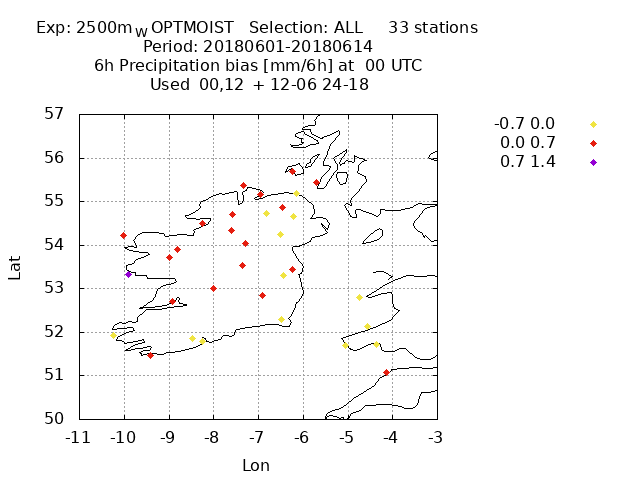 Exp: 2500m_W OPTMOIST   Selection: ALL     33 stations
Period: 20180601-20180614
6h Precipitation bias [mm/6h] at  00 UTC
Used  00,12  + 12-06 24-18
-0.7 0.0
0.0 0.7
0.7 1.4
57
56
55
54
53
52
51
50
Lat
-11 -10 -9 -8 -7 -6 -5 -4 -3
Lon